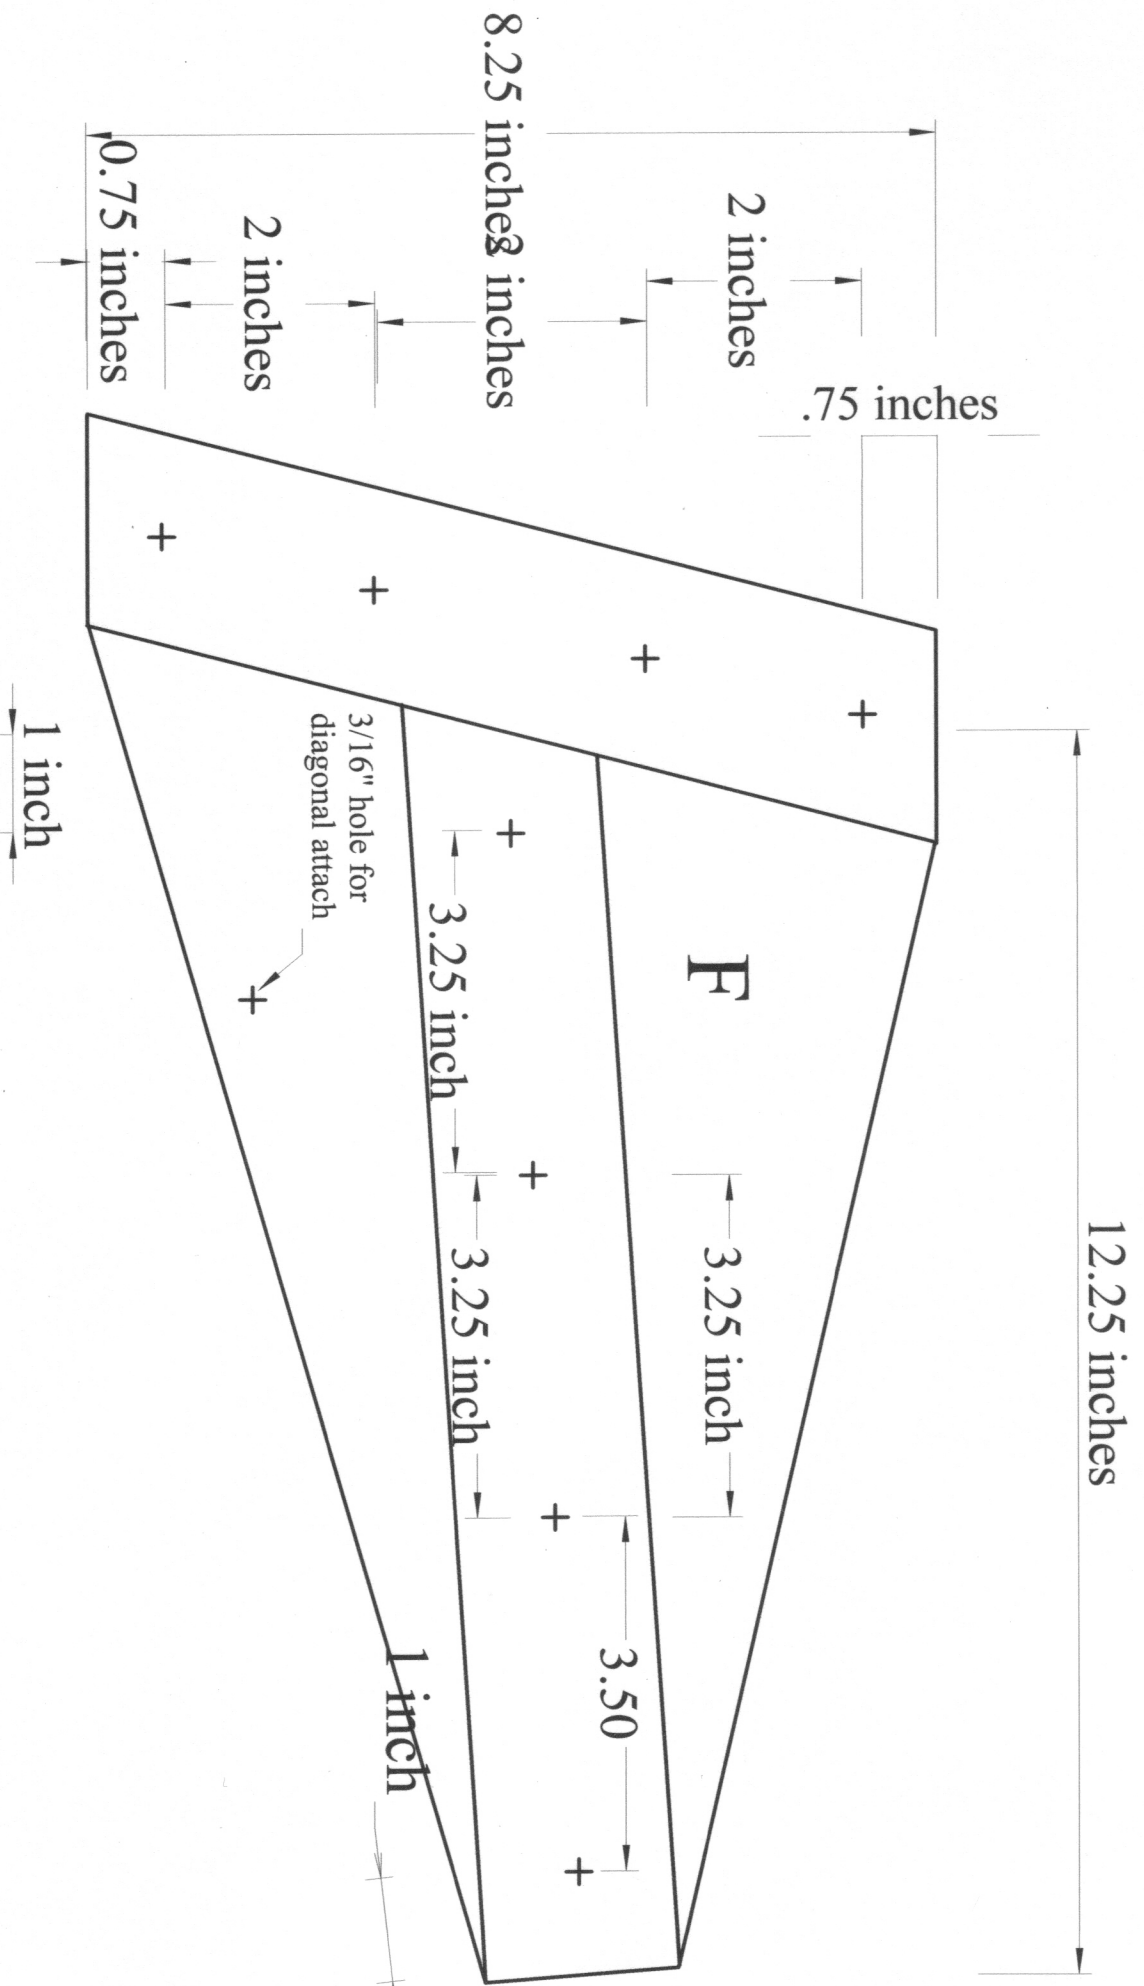 12.25 inches
.75 inches
2 inches
F
3.25 inch
3.50
8.25 inches
inches
3.25 inch
3.25 inch
1 inch
3/16" hole for
diagonal attach
2 inches
0.75 inches
1 inch